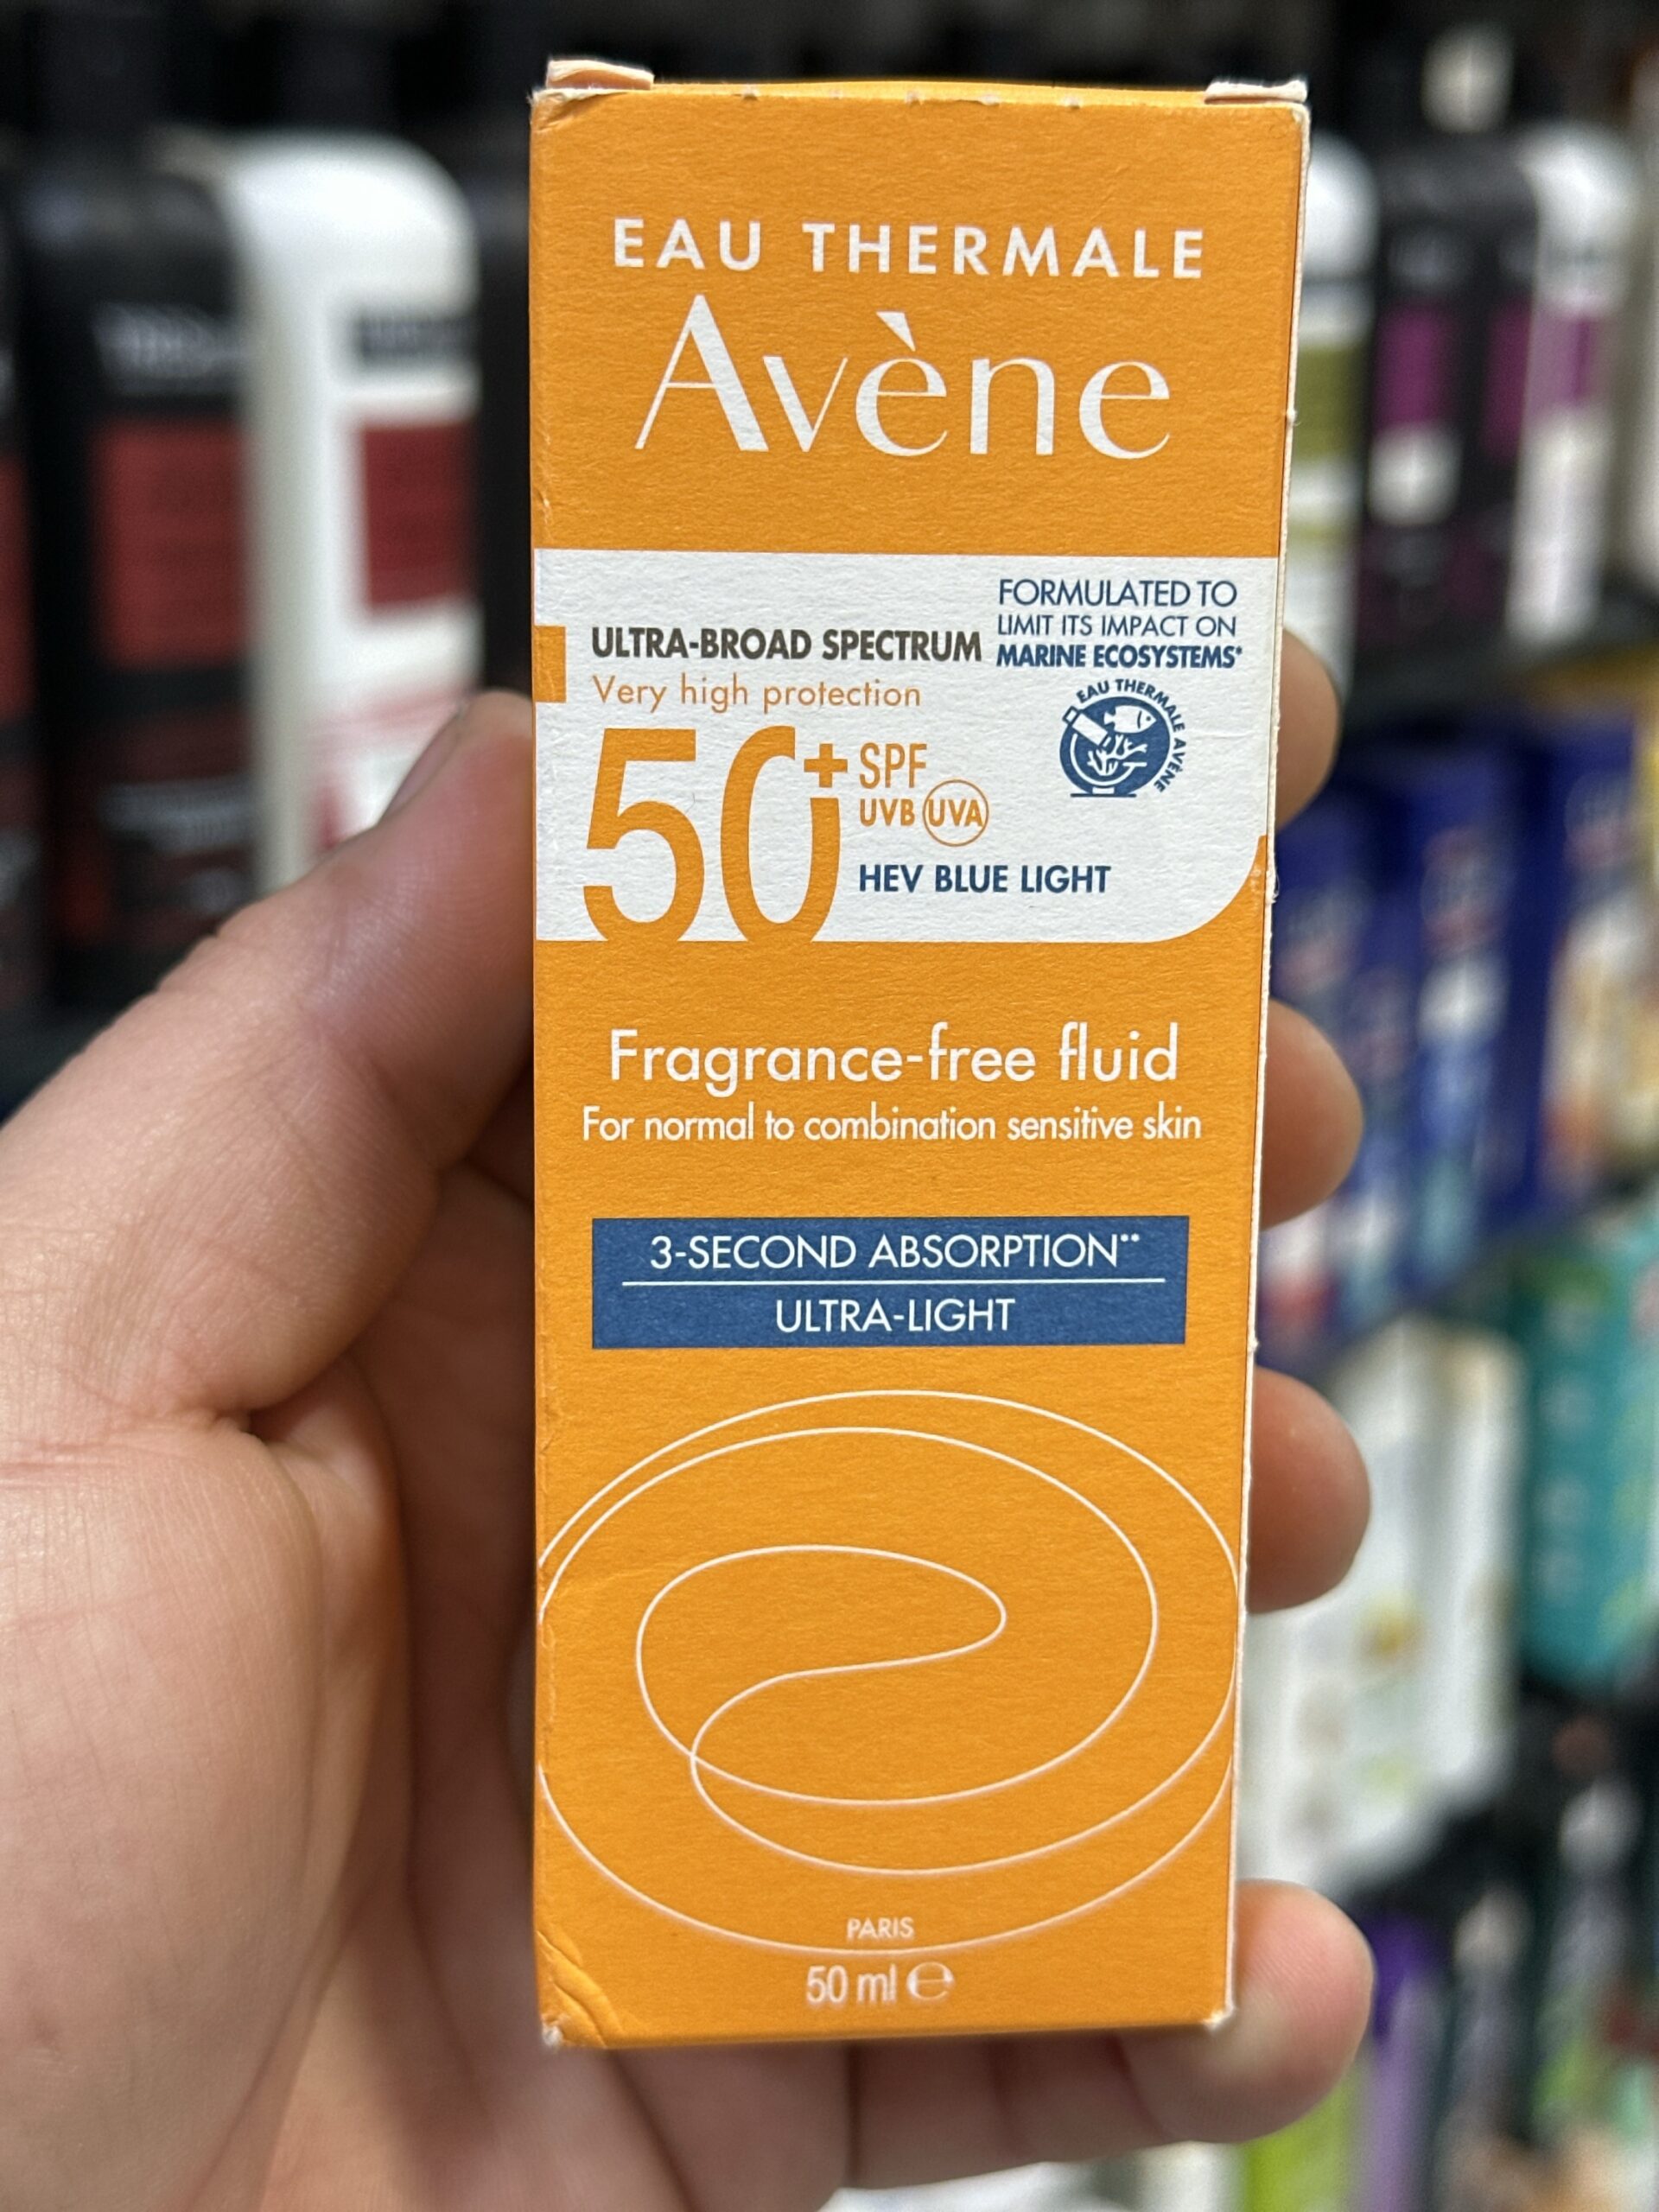 EAU THERMALE
Avène
FORMULATED TO
LIMIT ITS IMPACT ON
MARINE ECOSYSTEMS*
EAU THERMALE AVÈNE
ULTRA-BROAD SPECTRUM
Very high protection
50+ SPF
UVB UVA
HEV BLUE LIGHT
Fragrance-free fluid
For normal to combination sensitive skin
3-SECOND ABSORPTION**
ULTRA-LIGHT
PARIS
50 ml ℮